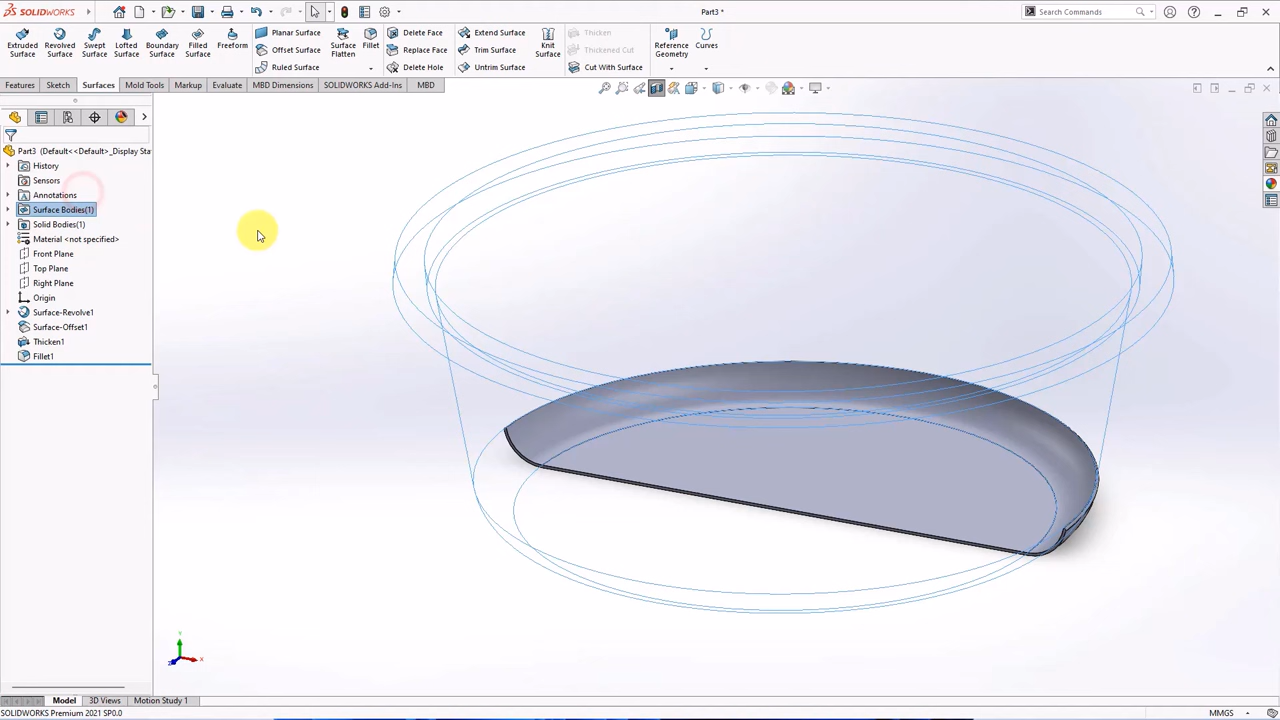 SOLIDWORKS
Part3 *
Search Commands
Extruded Surface
Revolved Surface
Swept Surface
Lofted Surface
Boundary Surface
Filled Surface
Freeform
Planar Surface
Offset Surface
Ruled Surface
Surface Flatten
Fillet
Delete Face
Replace Face
Delete Hole
Extend Surface
Trim Surface
Untrim Surface
Knit Surface
Thicken
Thickened Cut
Cut With Surface
Reference Geometry
Curves
Features
Sketch
Surfaces
Mold Tools
Markup
Evaluate
MBD Dimensions
SOLIDWORKS Add-Ins
MBD
Part3 (Default<<Default>_Display Sta
History
Sensors
Annotations
Surface Bodies(1)
Solid Bodies(1)
Material <not specified>
Front Plane
Top Plane
Right Plane
Origin
Surface-Revolve1
Surface-Offset1
Thicken1
Fillet1
Y
X
Z
Model
3D Views
Motion Study 1
SOLIDWORKS Premium 2021 SP0.0
MMGS